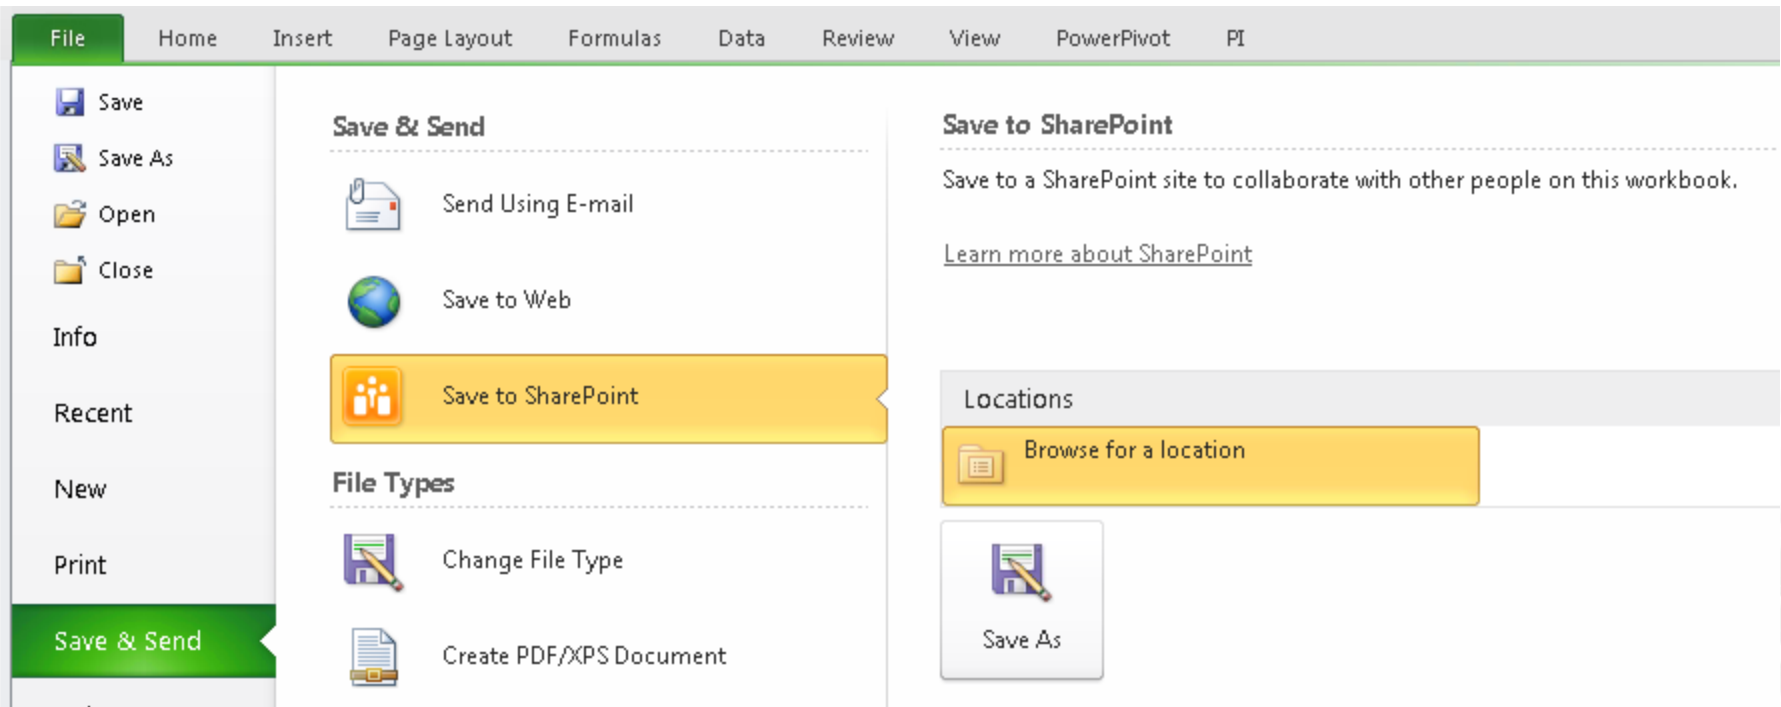 File Home Insert Page Layout Formulas Data Review View PowerPivot PI
Save
Save As
Open
Close
Info
Recent
New
Print
Save & Send
Save & Send
Send Using E-mail
Save to Web
Save to SharePoint
File Types
Change File Type
Create PDF/XPS Document
Save to SharePoint
Save to a SharePoint site to collaborate with other people on this workbook.
Learn more about SharePoint
Locations
Browse for a location
Save As